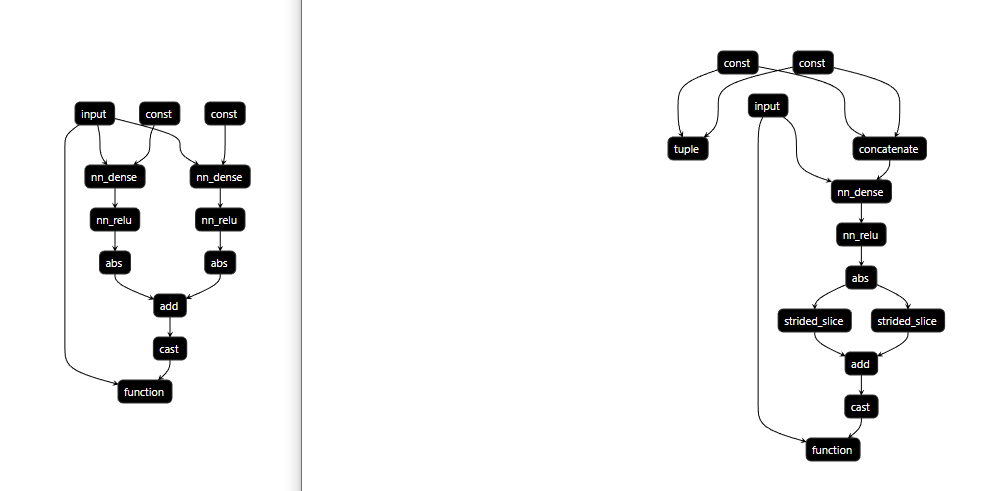 input const const
nn_dense nn_dense
nn_relu nn_relu
abs abs
add
cast
function
const const
input
tuple concatenate
nn_dense
nn_relu
abs
strided_slice strided_slice
add
cast
function